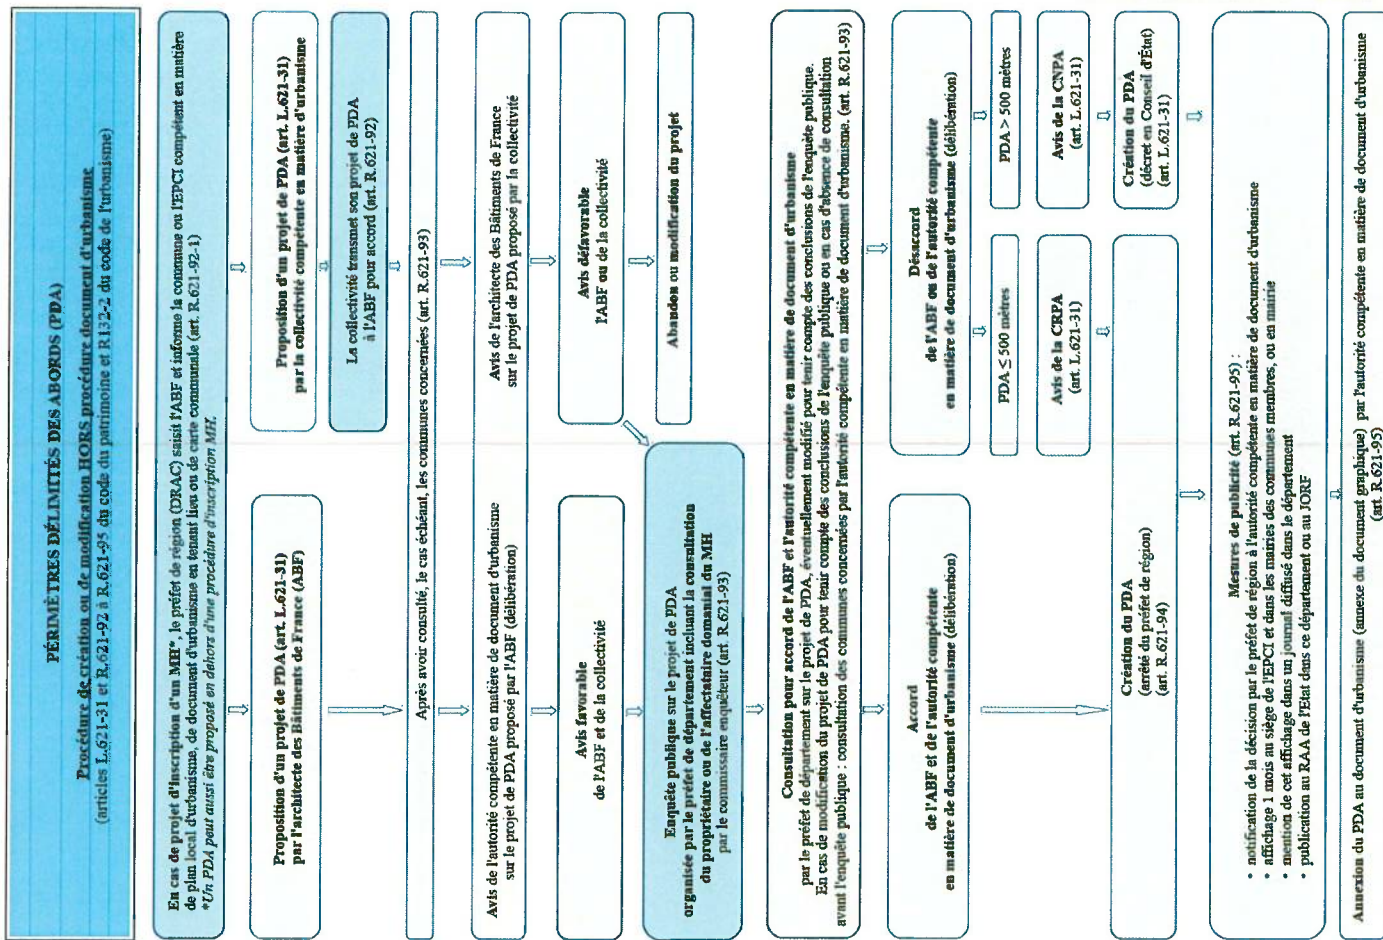 PÉRIMÈTRES DÉLIMITÉS DES ABORDS (PDA)
Procédure de création ou de modification HORS procédure document d'urbanisme
(articles L.621-31 et R.621-92 à R.621-95 du code du patrimoine et R132-2 du code de l'urbanisme)
En cas de projet d'inscription d'un MH*, le préfet de région (DRAC) saisit l'ABF et informe la commune ou l'EPCI compétent en matière
de plan local d'urbanisme, de document d'urbanisme en tenant lieu ou de carte communale (art. R.621-92-1)
*Un PDA peut aussi être proposé en dehors d'une procédure d'inscription MH.
Proposition d'un projet de PDA (art. L.621-31)
par l'architecte des Bâtiments de France (ABF)
Proposition d'un projet de PDA (art. L.621-31)
par la collectivité compétente en matière d'urbanisme
La collectivité transmet son projet de PDA
à l'ABF pour accord (art. R.621-92)
Après avoir consulté, le cas échéant, les communes concernées (art. R.621-93)
Avis de l'autorité compétente en matière de document d'urbanisme
sur le projet de PDA proposé par l'ABF (délibération)
Avis de l'architecte des Bâtiments de France
sur le projet de PDA proposé par la collectivité
Avis favorable
de l'ABF et de la collectivité
Avis défavorable
l'ABF ou de la collectivité
Enquête publique sur le projet de PDA
organisée par le préfet de département incluant la consultation
du propriétaire ou de l'affectataire domanial du MH
par le commissaire enquêteur (art. R.621-93)
Abandon ou modification du projet
Consultation pour accord de l'ABF et l'autorité compétente en matière de document d'urbanisme
par le préfet de département sur le projet de PDA, éventuellement modifié pour tenir compte des conclusions de l'enquête publique.
En cas de modification du projet de PDA pour tenir compte des conclusions de l'enquête publique ou en cas d'absence de consultation
avant l'enquête publique : consultation des communes concernées par l'autorité compétente en matière de document d'urbanisme. (art. R.621-93)
Accord
de l'ABF et de l'autorité compétente
en matière de document d'urbanisme (délibération)
Désaccord
de l'ABF ou de l'autorité compétente
en matière de document d'urbanisme (délibération)
PDA ≤ 500 mètres
PDA > 500 mètres
Avis de la CRPA
(art. L.621-31)
Avis de la CNPA
(art. L.621-31)
Création du PDA
(arrêté du préfet de région)
(art. R.621-94)
Création du PDA
(décret en Conseil d'État)
(art. L.621-31)
Mesures de publicité (art. R.621-95) :
• notification de la décision par le préfet de région à l'autorité compétente en matière de document d'urbanisme
• affichage 1 mois au siège de l'EPCI et dans les mairies des communes membres, ou en mairie
• mention de cet affichage dans un journal diffusé dans le département
• publication au RAA de l'Etat dans ce département ou au JORF
Annexion du PDA au document d'urbanisme (annexe du document graphique) par l'autorité compétente en matière de document d'urbanisme
(art. R.621-95)